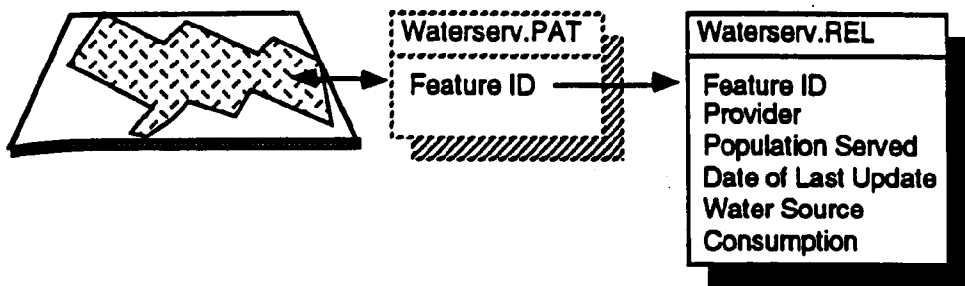 Waterserv.PAT
Feature ID
Waterserv.REL
Feature ID
Provider
Population Served
Date of Last Update
Water Source
Consumption